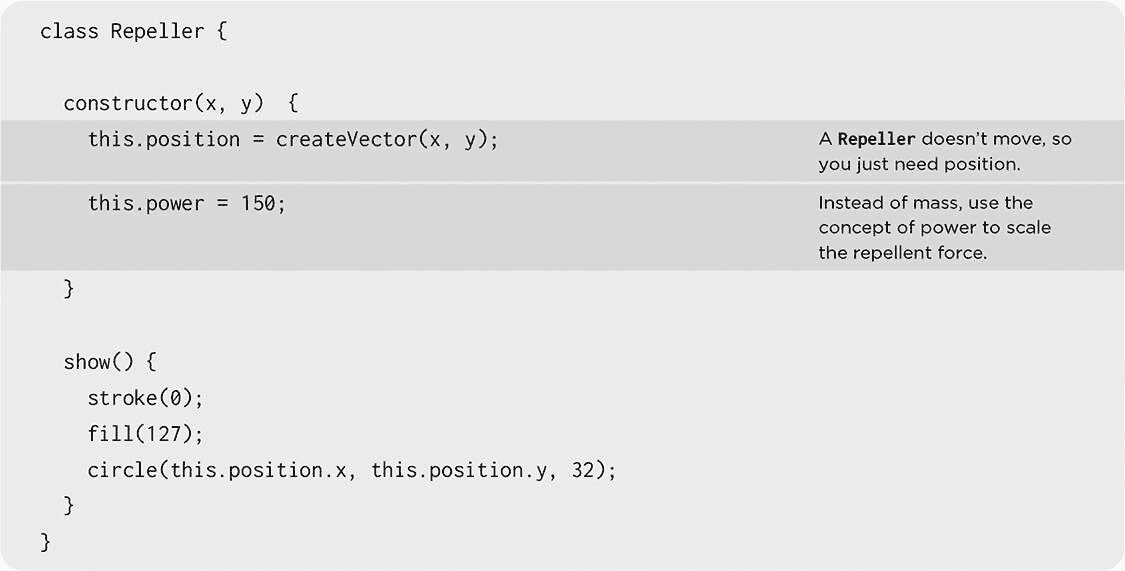 class Repeller {
constructor(x, y)  {
this.position = createVector(x, y);
A Repeller doesn’t move, so
you just need position.
this.power = 150;
Instead of mass, use the
concept of power to scale
the repellent force.
}
show() {
stroke(0);
fill(127);
circle(this.position.x, this.position.y, 32);
}
}